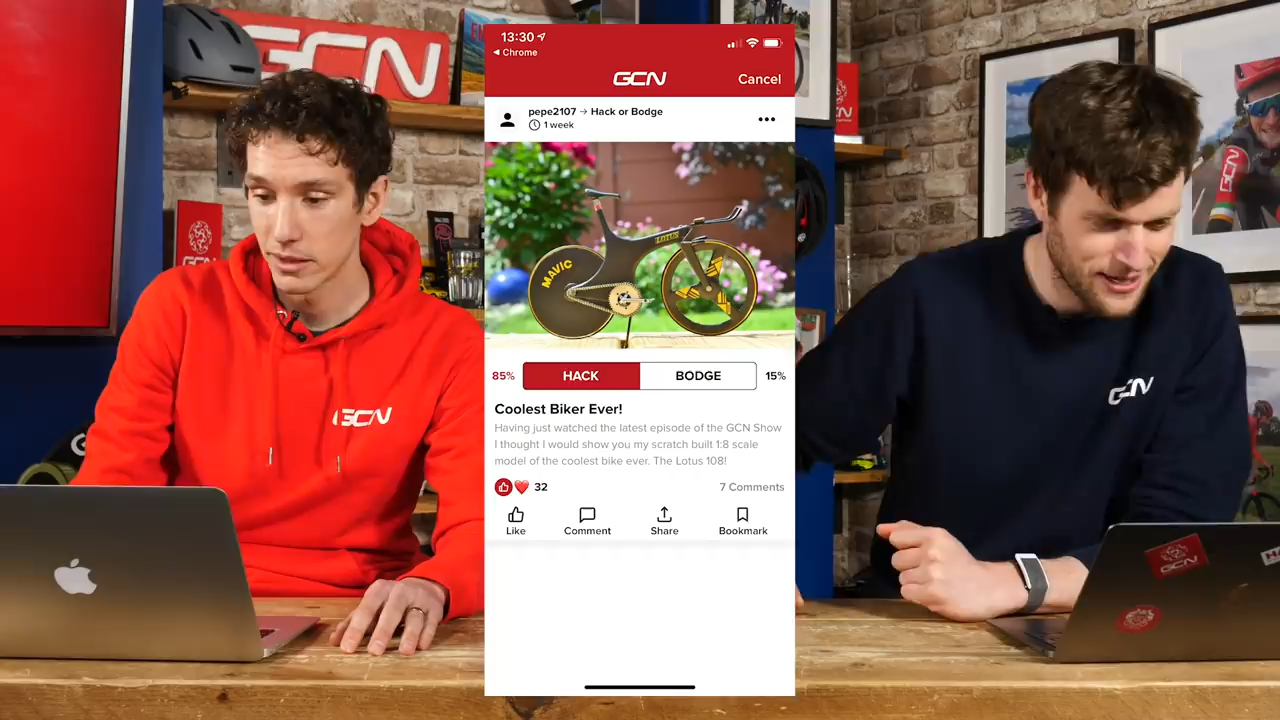 GCN
13:30
Chrome
GCN
Cancel
pepe2107 → Hack or Bodge
1 week
•••
MAVIC
LOTUS
85%
HACK
BODGE
15%
Coolest Biker Ever!
Having just watched the latest episode of the GCN Show
I thought I would show you my scratch built 1:8 scale
model of the coolest bike ever. The Lotus 108!
32
7 Comments
Like
Comment
Share
Bookmark
GCN
GCN
GCN
GCN
GCN